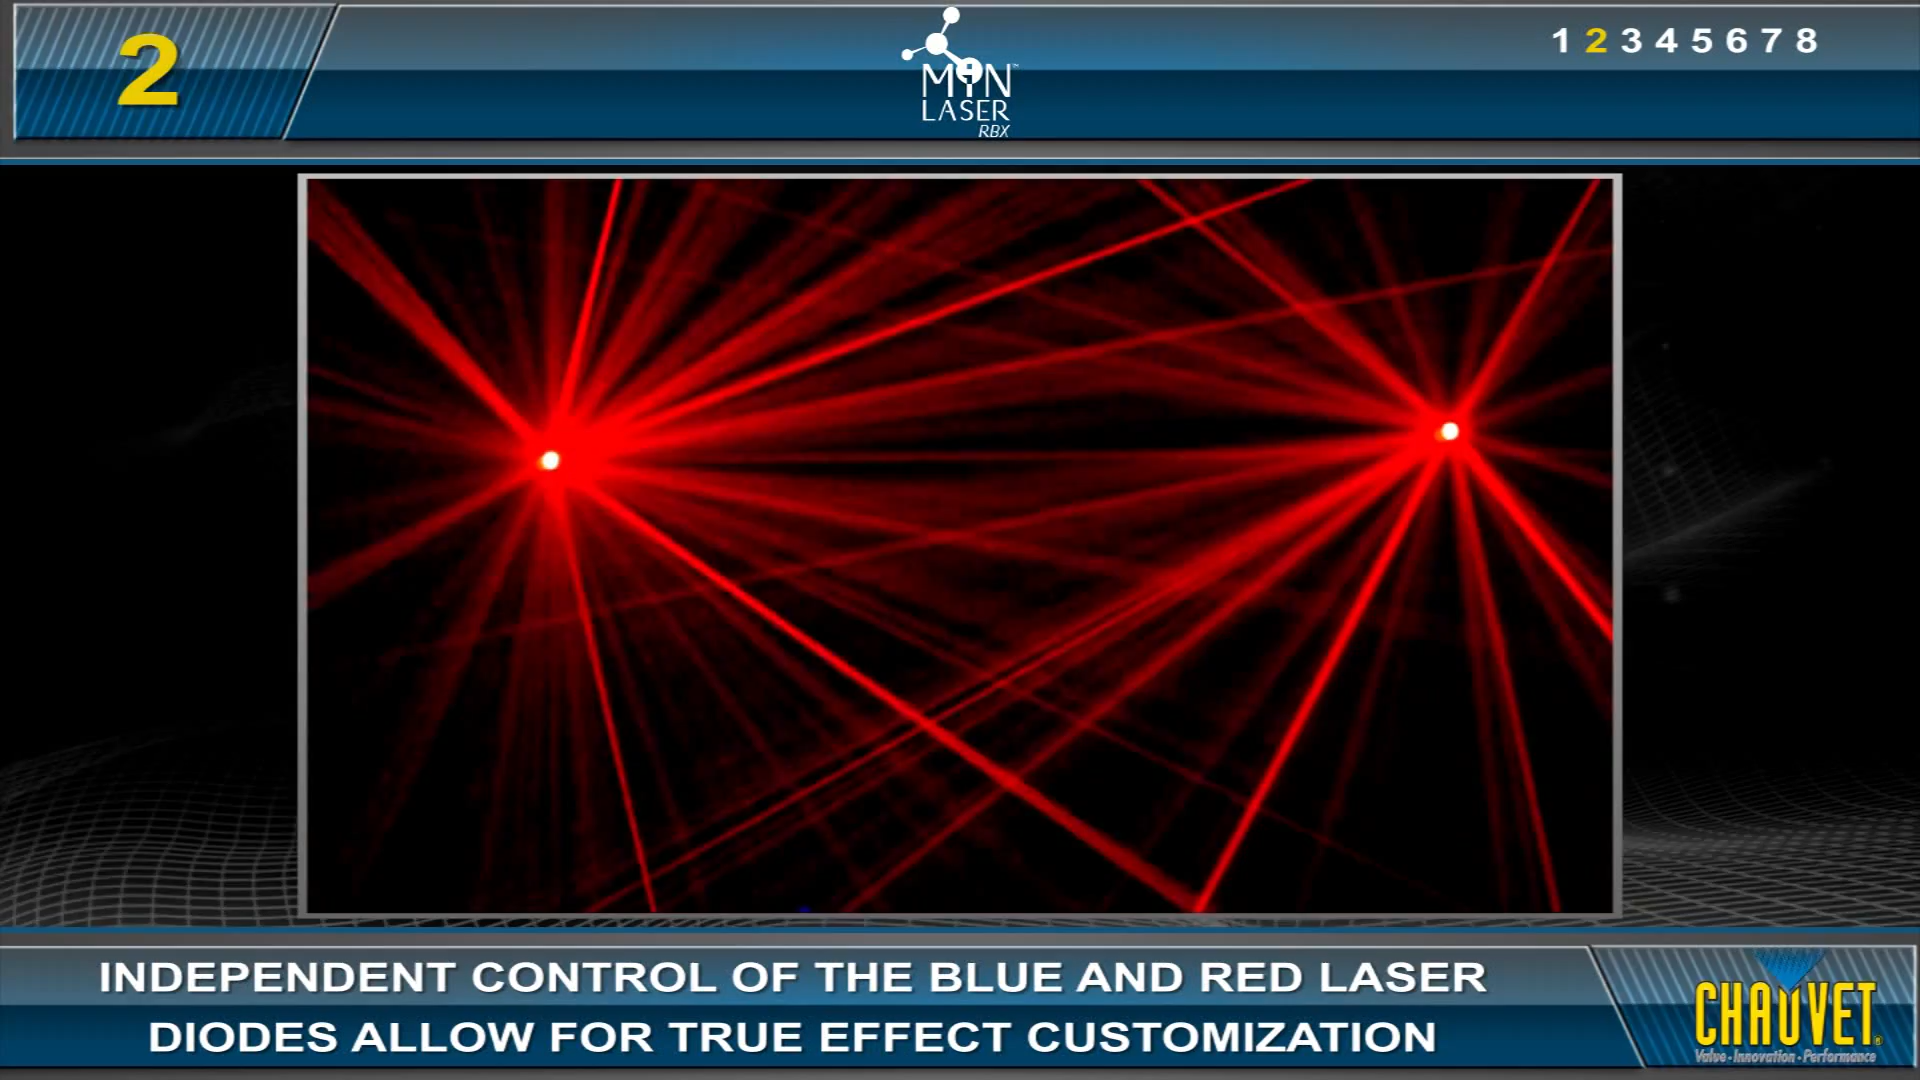 2
1 2 3 4 5 6 7 8
MiN™
LASER
RBX
INDEPENDENT CONTROL OF THE BLUE AND RED LASER
DIODES ALLOW FOR TRUE EFFECT CUSTOMIZATION
CHAUVET®
Value - Innovation - Performance